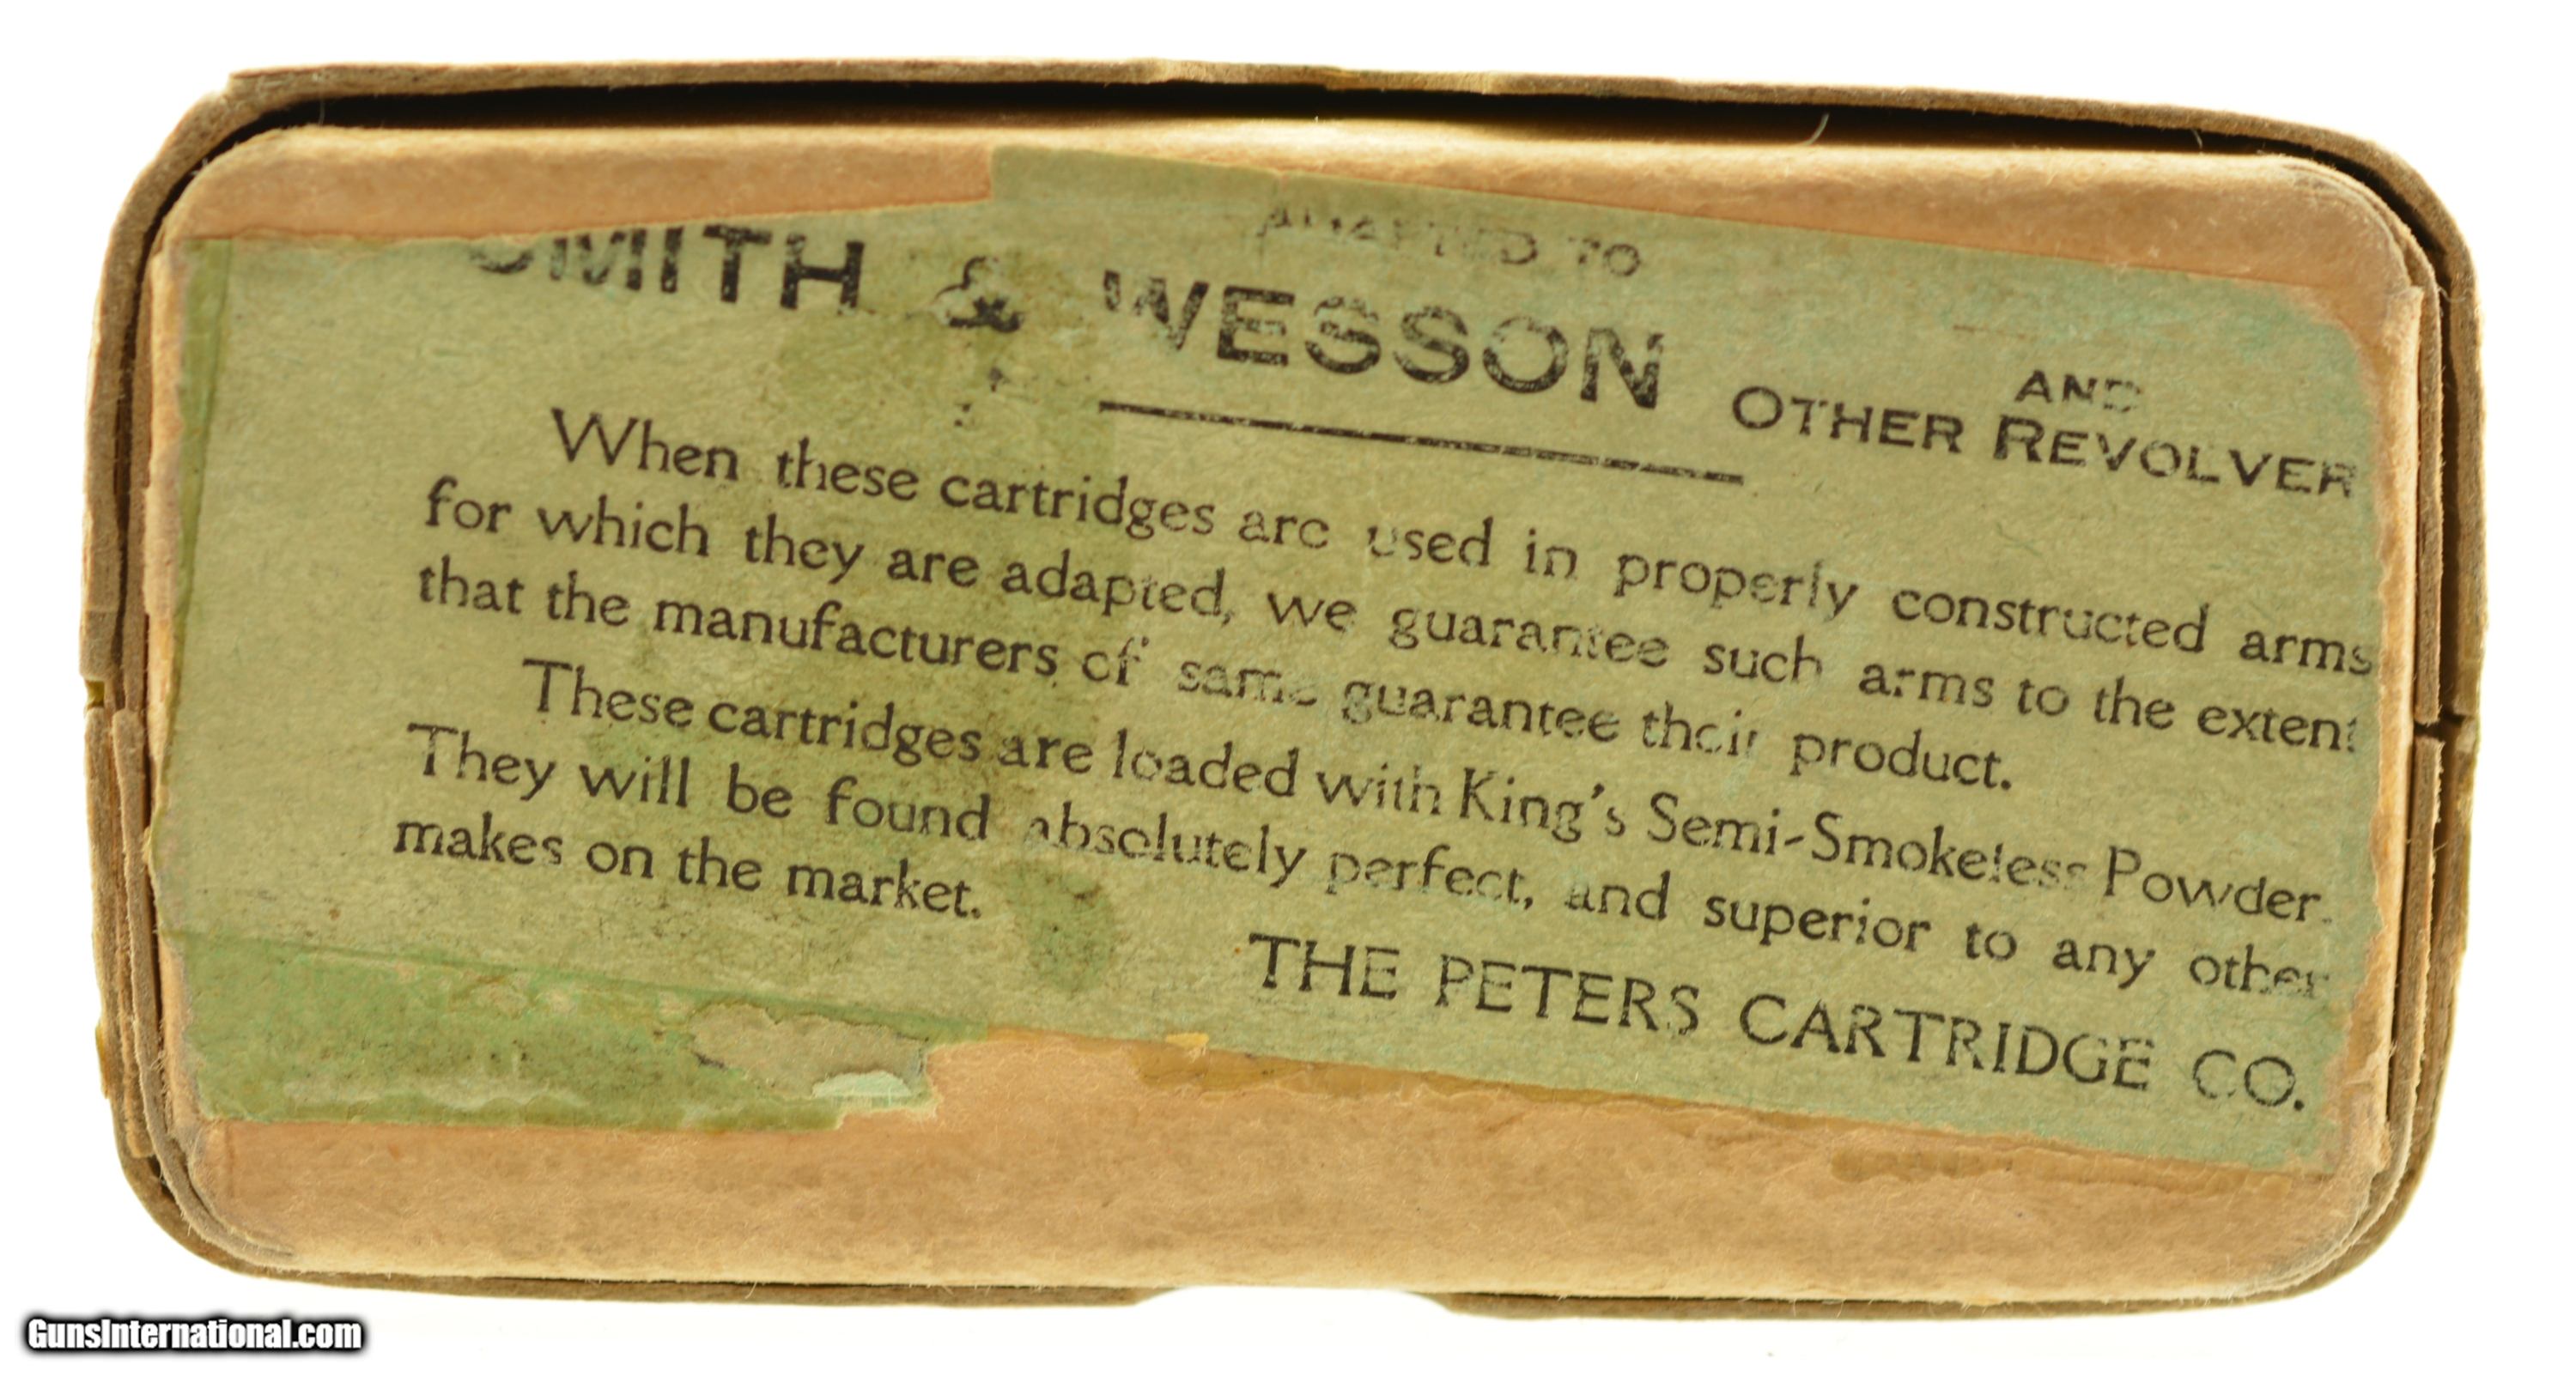 ADAPTED TO
SMITH & WESSON AND
OTHER REVOLVER
When these cartridges are used in properly constructed arms
for which they are adapted, we guarantee such arms to the extent
that the manufacturers of same guarantee their product.
These cartridges are loaded with King's Semi-Smokeless Powder.
They will be found absolutely perfect, and superior to any other
makes on the market.
THE PETERS CARTRIDGE CO.
GunsInternational.com